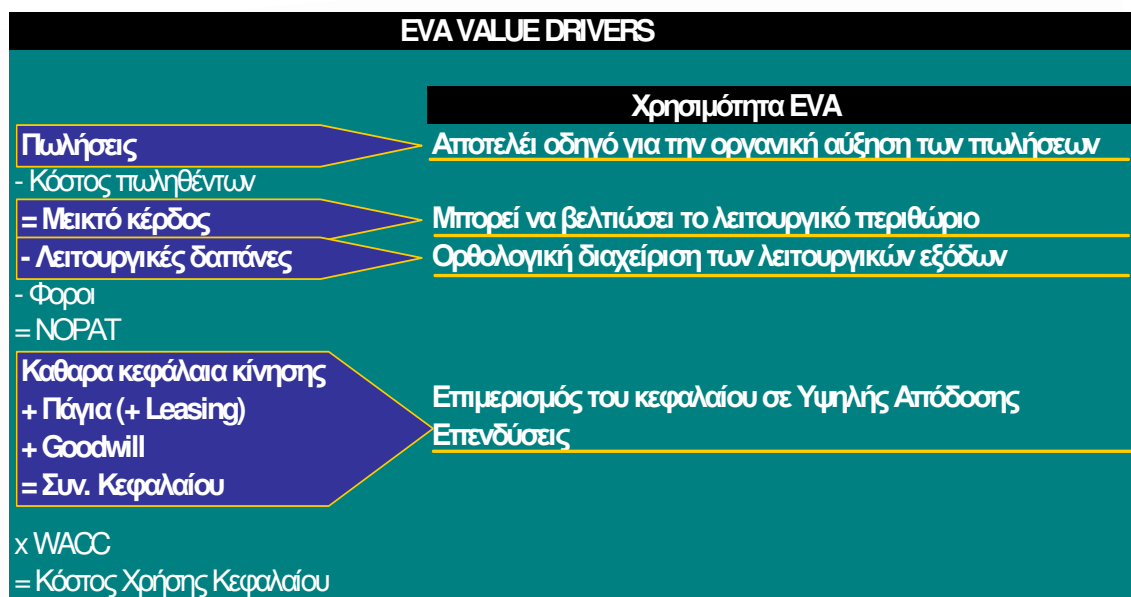 EVA VALUE DRIVERS
Χρησιμότητα EVA
Πωλήσεις
Αποτελέι οδηγό για την οργανική αύξηση των πωλήσεων
- Κόστος πωληθέντων
= Μεικτό κέρδος
Μπορεί να βελτιώσει το λειτουργικό περιθώριο
- Λειτουργικές δαπάνες
Ορθολογική διαχείριση των λειτουργικών εξόδων
- Φοροι
= NOPAT
Καθαρα κεφάλαια κίνησης
+ Πάγια (+ Leasing)
+ Goodwill
= Συν. Κεφαλαίου
Επιμερισμός του κεφαλαίου σε Υψηλής Απόδοσης
Επενδύσεις
x WACC
= Κόστος Χρήσης Κεφαλαίου